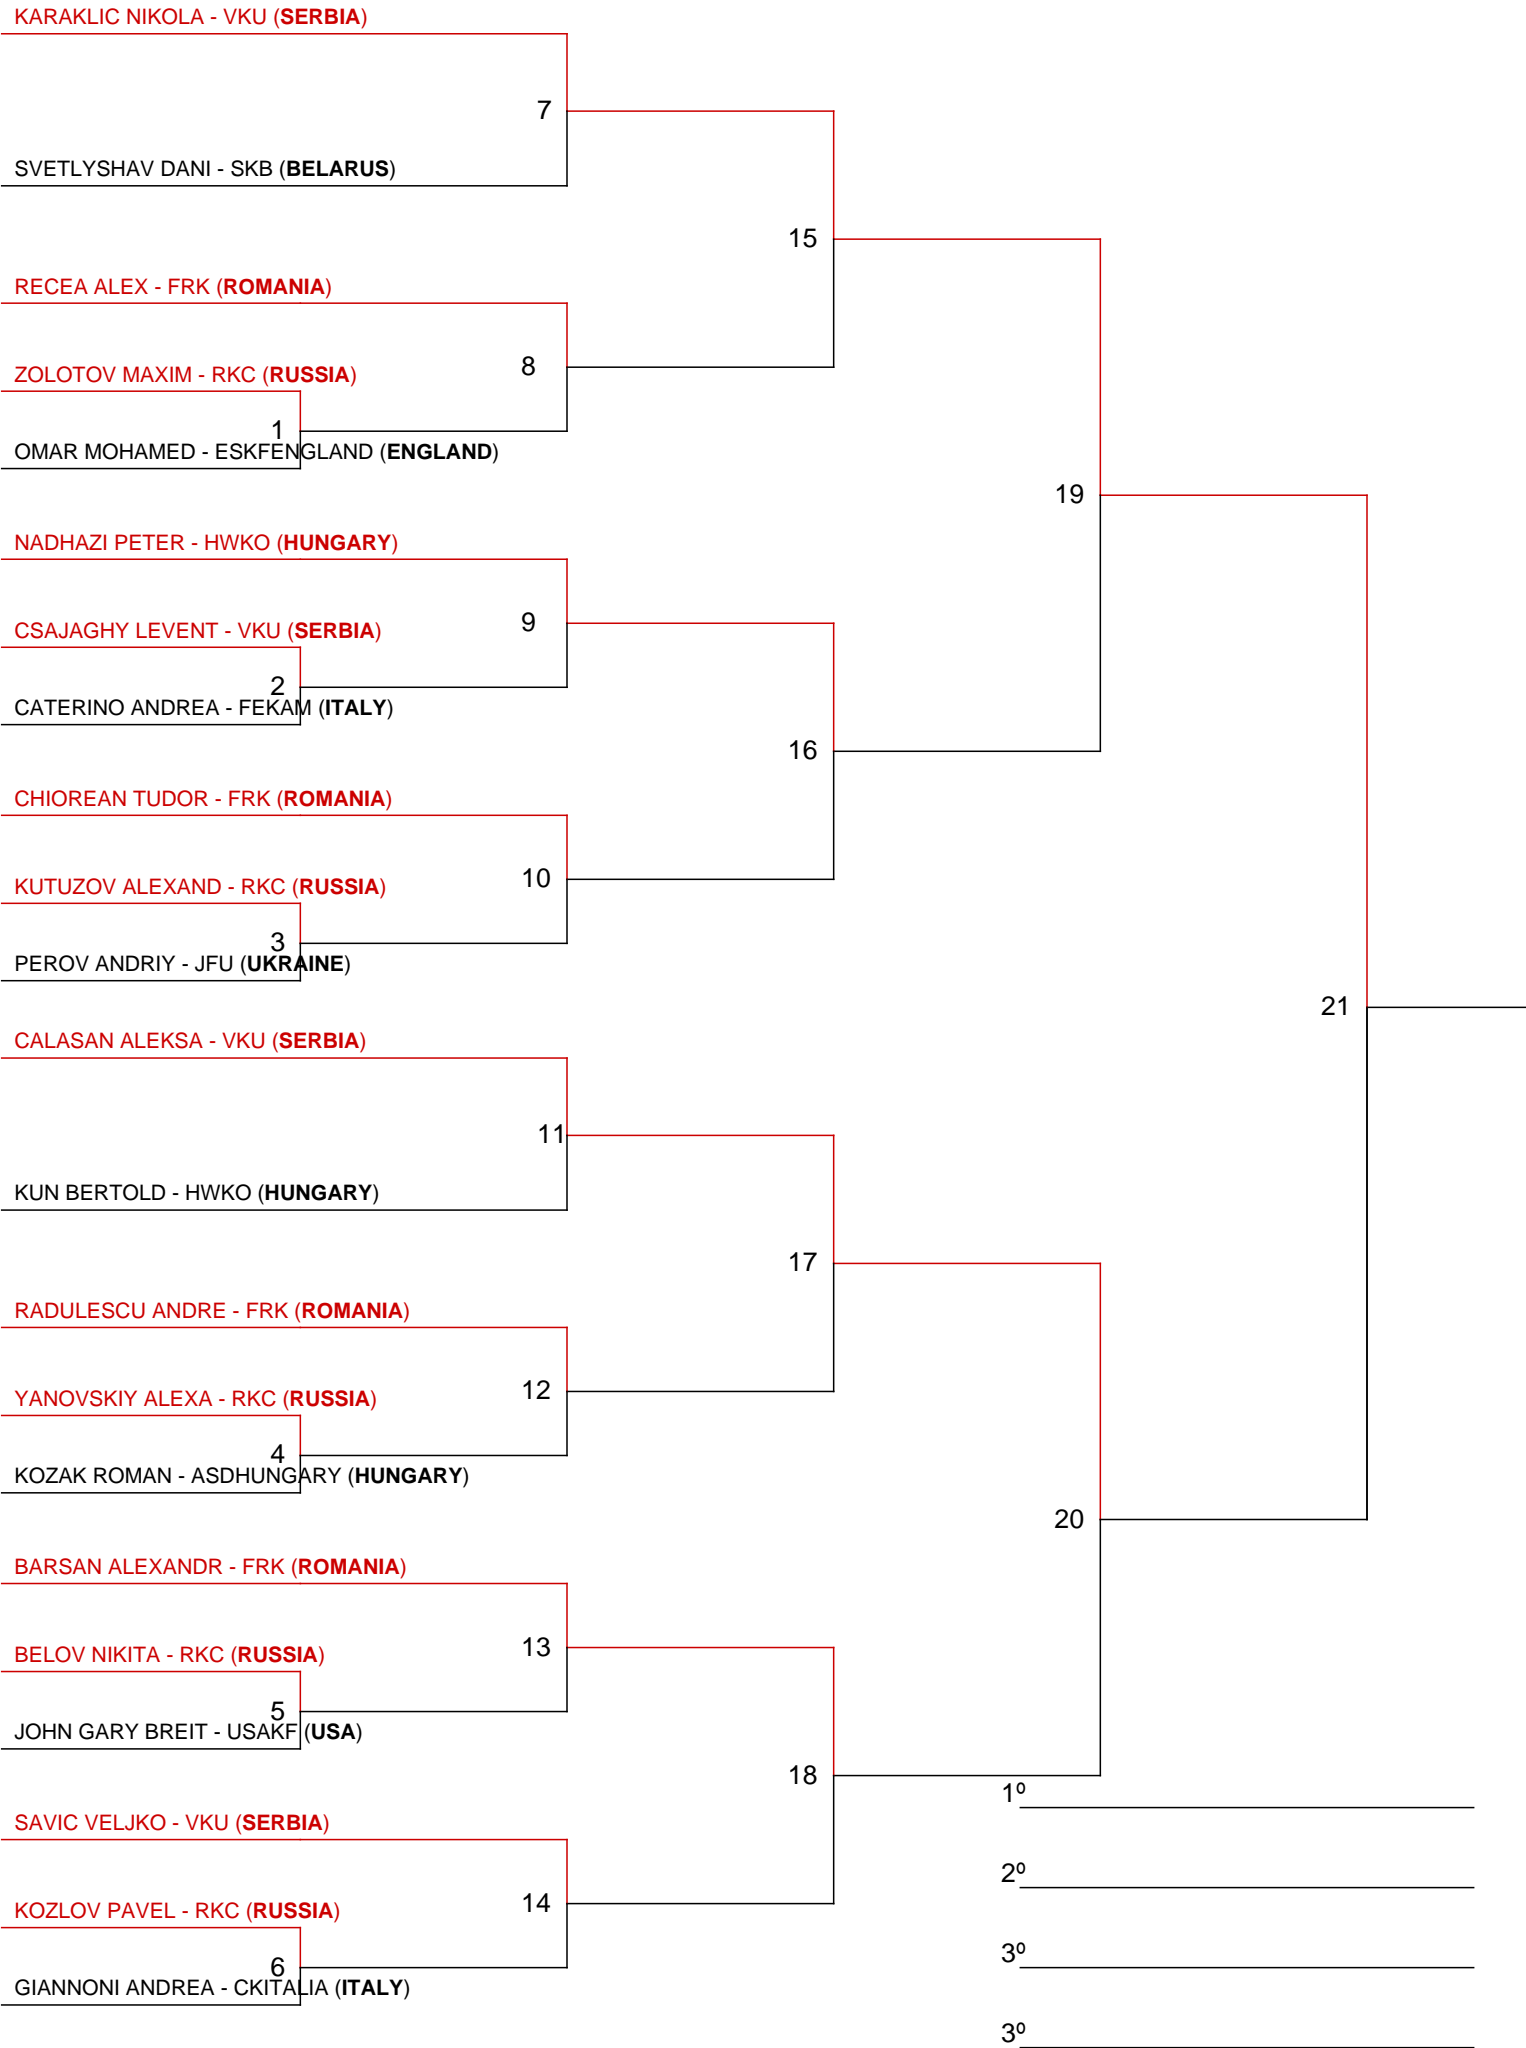 KARAKLIC NIKOLA - VKU (SERBIA)
7
SVETLYSHAV DANI - SKB (BELARUS)
15
RECEA ALEX - FRK (ROMANIA)
8
ZOLOTOV MAXIM - RKC (RUSSIA)
1
OMAR MOHAMED - ESKFENGLAND (ENGLAND)
19
NADHAZI PETER - HWKO (HUNGARY)
9
CSAJAGHY LEVENT - VKU (SERBIA)
2
CATERINO ANDREA - FEKAM (ITALY)
16
CHIOREAN TUDOR - FRK (ROMANIA)
10
KUTUZOV ALEXAND - RKC (RUSSIA)
3
PEROV ANDRIY - JFU (UKRAINE)
21
CALASAN ALEKSA - VKU (SERBIA)
11
KUN BERTOLD - HWKO (HUNGARY)
17
RADULESCU ANDRE - FRK (ROMANIA)
12
YANOVSKIY ALEXA - RKC (RUSSIA)
4
KOZAK ROMAN - ASDHUNGARY (HUNGARY)
20
BARSAN ALEXANDR - FRK (ROMANIA)
13
BELOV NIKITA - RKC (RUSSIA)
5
JOHN GARY BREIT - USAKF (USA)
18
1º
SAVIC VELJKO - VKU (SERBIA)
2º
14
KOZLOV PAVEL - RKC (RUSSIA)
3º
6
GIANNONI ANDREA - CKITALIA (ITALY)
3º